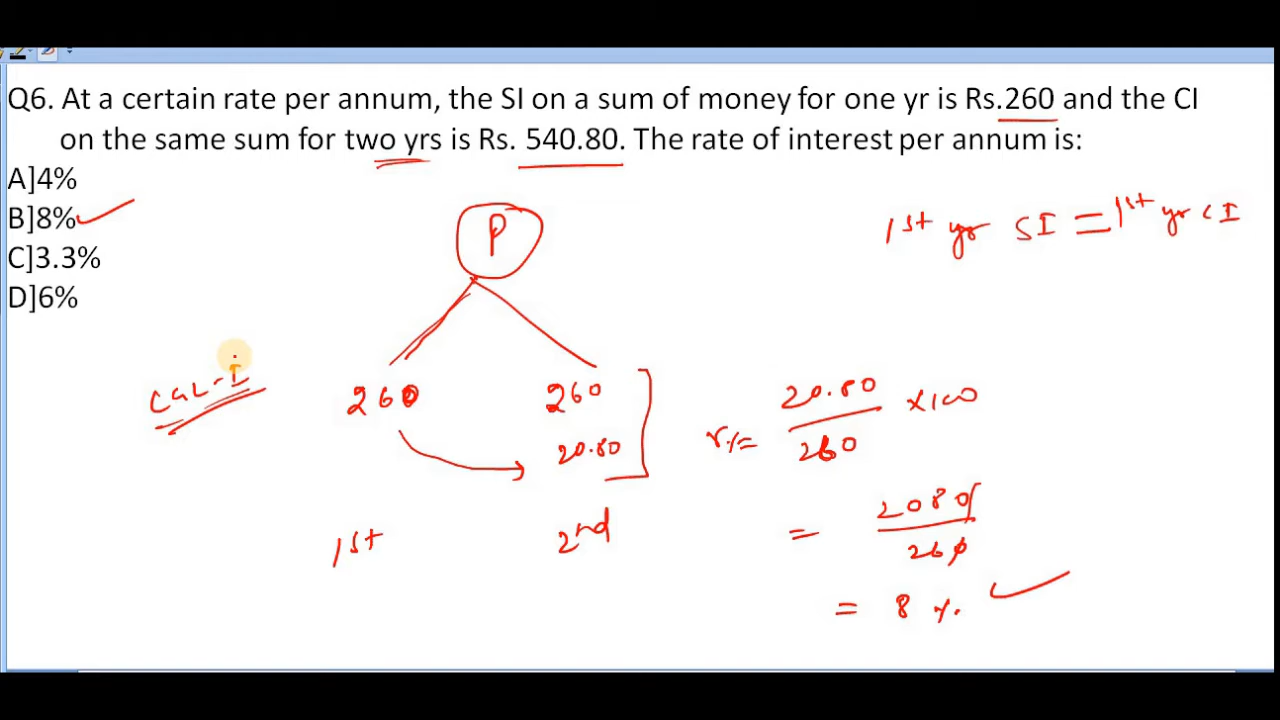 Q6. At a certain rate per annum, the SI on a sum of money for one yr is Rs.260 and the CI
on the same sum for two yrs is Rs. 540.80. The rate of interest per annum is:
A]4%
B]8%
C]3.3%
D]6%
P
1st yr SI = 1st yr CI
CGL-I
260 260
20.80
1st 2nd
r%= 20.80/260 ×100
= 2080/260
= 8%